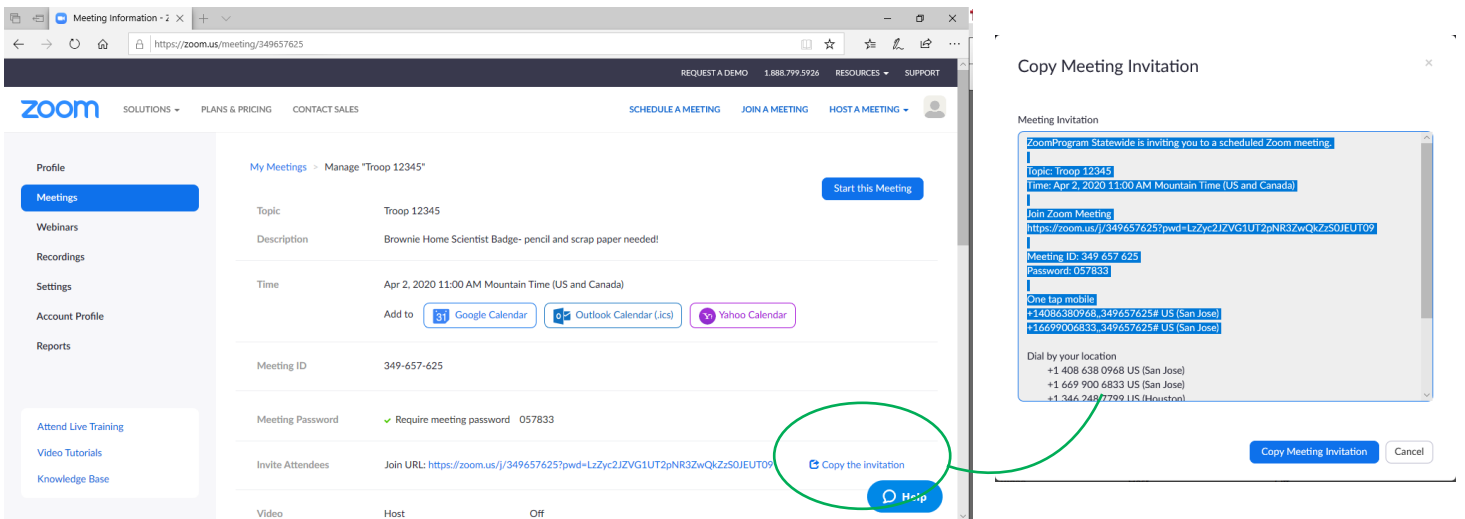 Meeting Information - Z
https://zoom.us/meeting/349657625
REQUEST A DEMO 1.888.799.5926 RESOURCES SUPPORT
zoom SOLUTIONS PLANS & PRICING CONTACT SALES SCHEDULE A MEETING JOIN A MEETING HOST A MEETING
Profile
Meetings
Webinars
Recordings
Settings
Account Profile
Reports
Attend Live Training
Video Tutorials
Knowledge Base
My Meetings > Manage "Troop 12345"
Start this Meeting
Topic Troop 12345
Description Brownie Home Scientist Badge- pencil and scrap paper needed!
Time Apr 2, 2020 11:00 AM Mountain Time (US and Canada)
Add to 31 Google Calendar Outlook Calendar (.ics) Yahoo Calendar
Meeting ID 349-657-625
Meeting Password Require meeting password 057833
Invite Attendees Join URL: https://zoom.us/j/349657625?pwd=LzZyc2JZVG1UT2pNR3ZwQkZzS0JEUT09 Copy the invitation
Help
Video Host Off
Copy Meeting Invitation
Meeting Invitation
ZoomProgram Statewide is inviting you to a scheduled Zoom meeting.
Topic: Troop 12345
Time: Apr 2, 2020 11:00 AM Mountain Time (US and Canada)
Join Zoom Meeting
https://zoom.us/j/349657625?pwd=LzZyc2JZVG1UT2pNR3ZwQkZzS0JEUT09
Meeting ID: 349 657 625
Password: 057833
One tap mobile
+14086380968,,349657625# US (San Jose)
+16699006833,,349657625# US (San Jose)
Dial by your location
+1 408 638 0968 US (San Jose)
+1 669 900 6833 US (San Jose)
+1 346 248 7799 US (Houston)
Copy Meeting Invitation Cancel